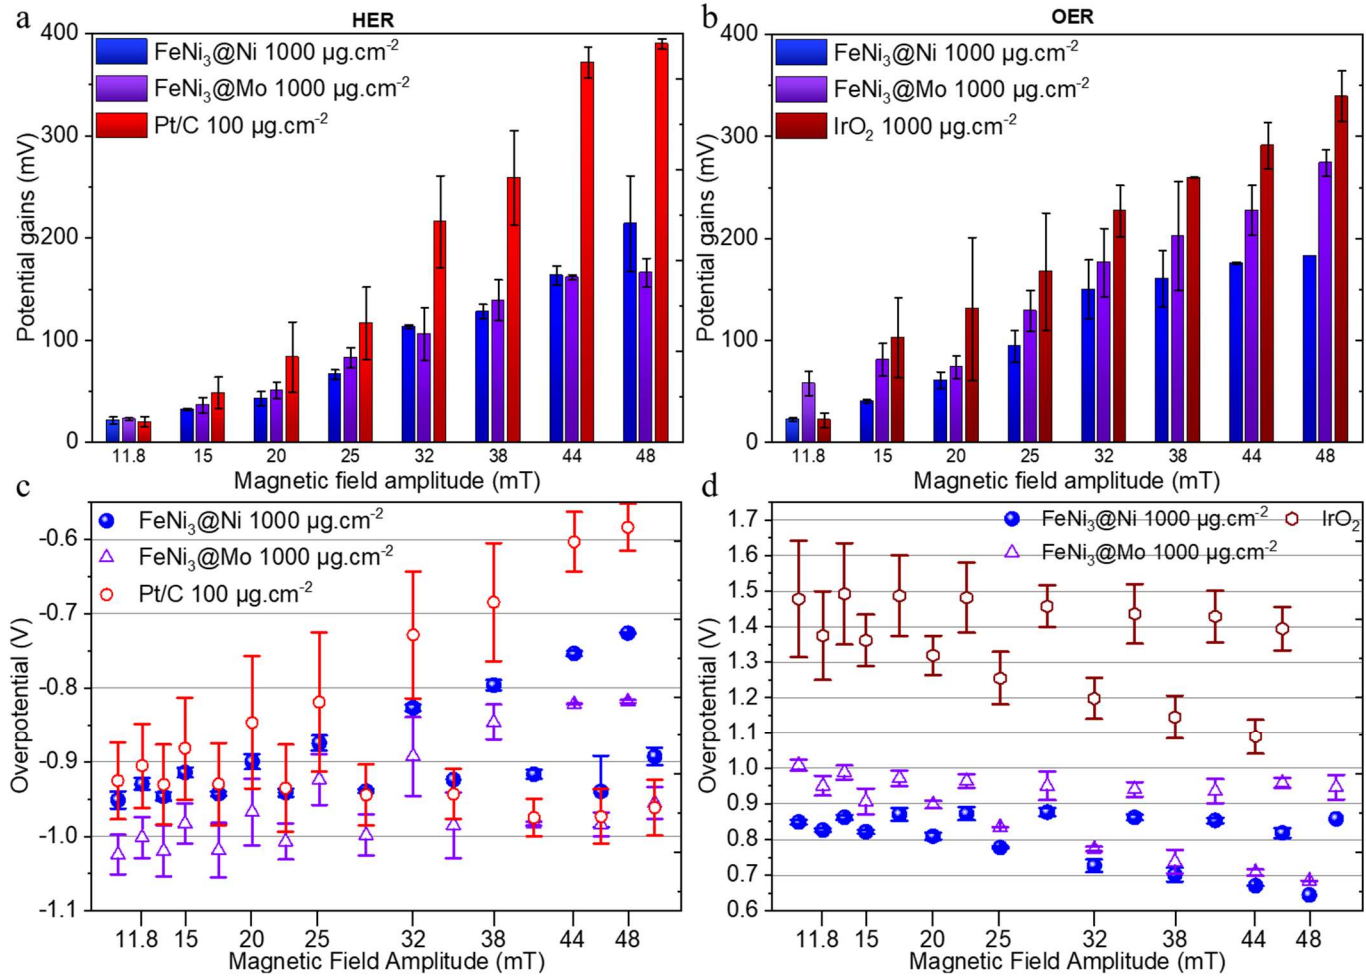 a
HER
Potential gains (mV)
400
300
200
100
0
FeNi₃@Ni 1000 µg.cm⁻²
FeNi₃@Mo 1000 µg.cm⁻²
Pt/C 100 µg.cm⁻²
11.8 15 20 25 32 38 44 48
Magnetic field amplitude (mT)
b
OER
Potential gains (mV)
400
300
200
100
0
FeNi₃@Ni 1000 µg.cm⁻²
FeNi₃@Mo 1000 µg.cm⁻²
IrO₂ 1000 µg.cm⁻²
11.8 15 20 25 32 38 44 48
Magnetic field amplitude (mT)
c
Overpotential (V)
-0.6
-0.7
-0.8
-0.9
-1.0
-1.1
FeNi₃@Ni 1000 µg.cm⁻²
FeNi₃@Mo 1000 µg.cm⁻²
Pt/C 100 µg.cm⁻²
11.8 15 20 25 32 38 44 48
Magnetic Field Amplitude (mT)
d
Overpotential (V)
1.7
1.6
1.5
1.4
1.3
1.2
1.1
1.0
0.9
0.8
0.7
0.6
FeNi₃@Ni 1000 µg.cm⁻² IrO₂
FeNi₃@Mo 1000 µg.cm⁻²
11.8 15 20 25 32 38 44 48
Magnetic Field Amplitude (mT)